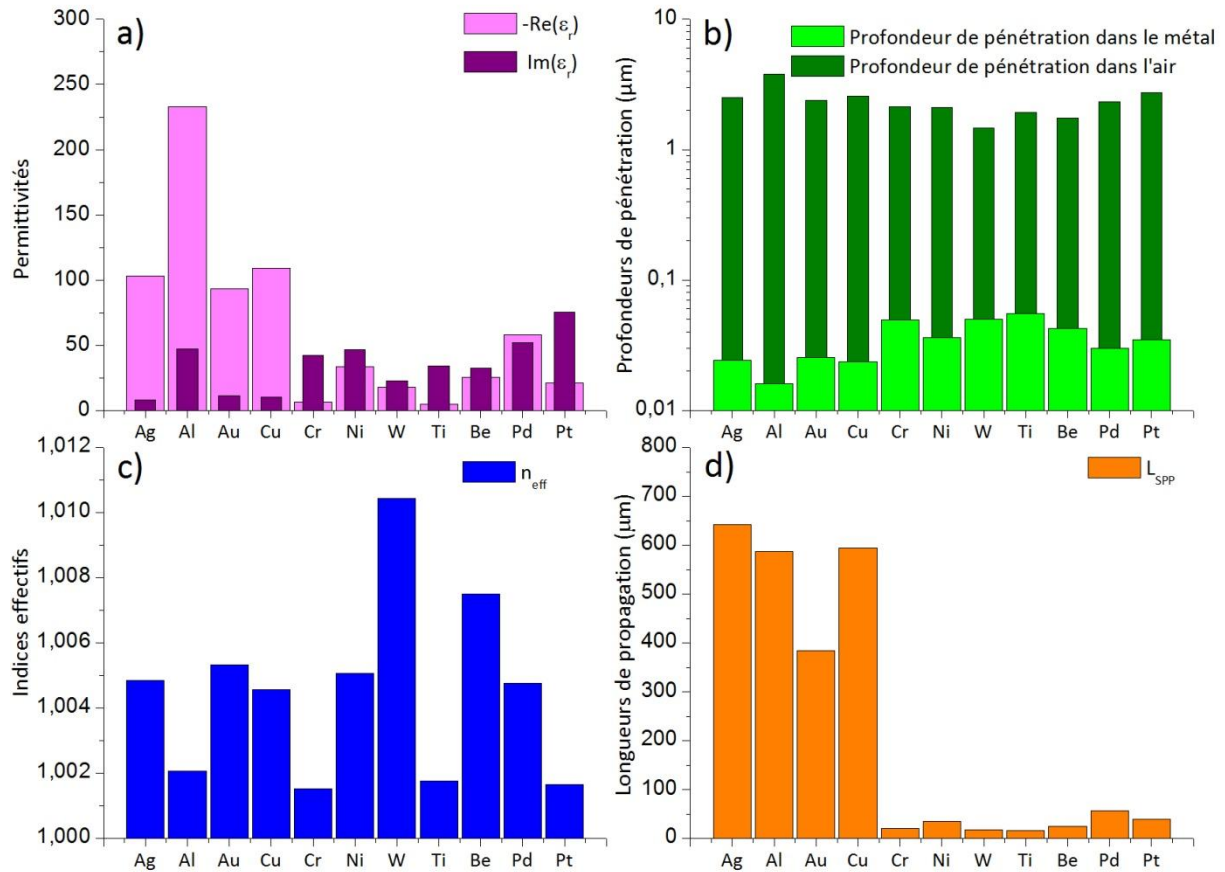 a)
-Re(εr)
Im(εr)
Permittivités
300
250
200
150
100
50
0
Ag Al Au Cu Cr Ni W Ti Be Pd Pt
b)
Profondeur de pénétration dans le métal
Profondeur de pénétration dans l'air
Profondeurs de pénétration (µm)
10
1
0,1
0,01
Ag Al Au Cu Cr Ni W Ti Be Pd Pt
c)
neff
Indices effectifs
1,012
1,010
1,008
1,006
1,004
1,002
1,000
Ag Al Au Cu Cr Ni W Ti Be Pd Pt
d)
LSPP
Longueurs de propagation (µm)
800
700
600
500
400
300
200
100
0
Ag Al Au Cu Cr Ni W Ti Be Pd Pt